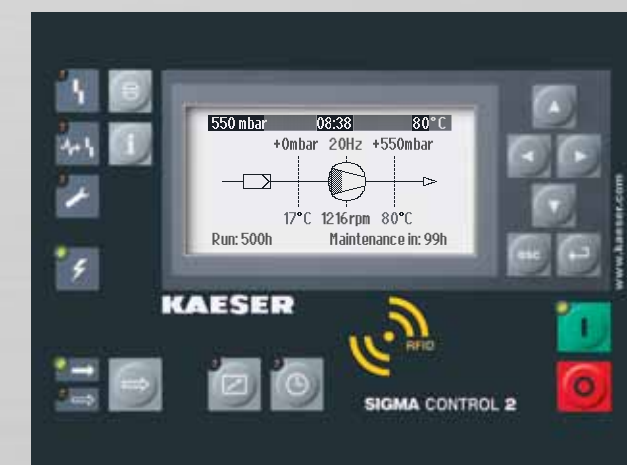 550 mbar 08:38 80°C
+0mbar 20Hz +550mbar
17°C 1216rpm 80°C
Run: 500h Maintenance in: 99h
esc
www.kaeser.com
KAESER
RFID
SIGMA CONTROL 2